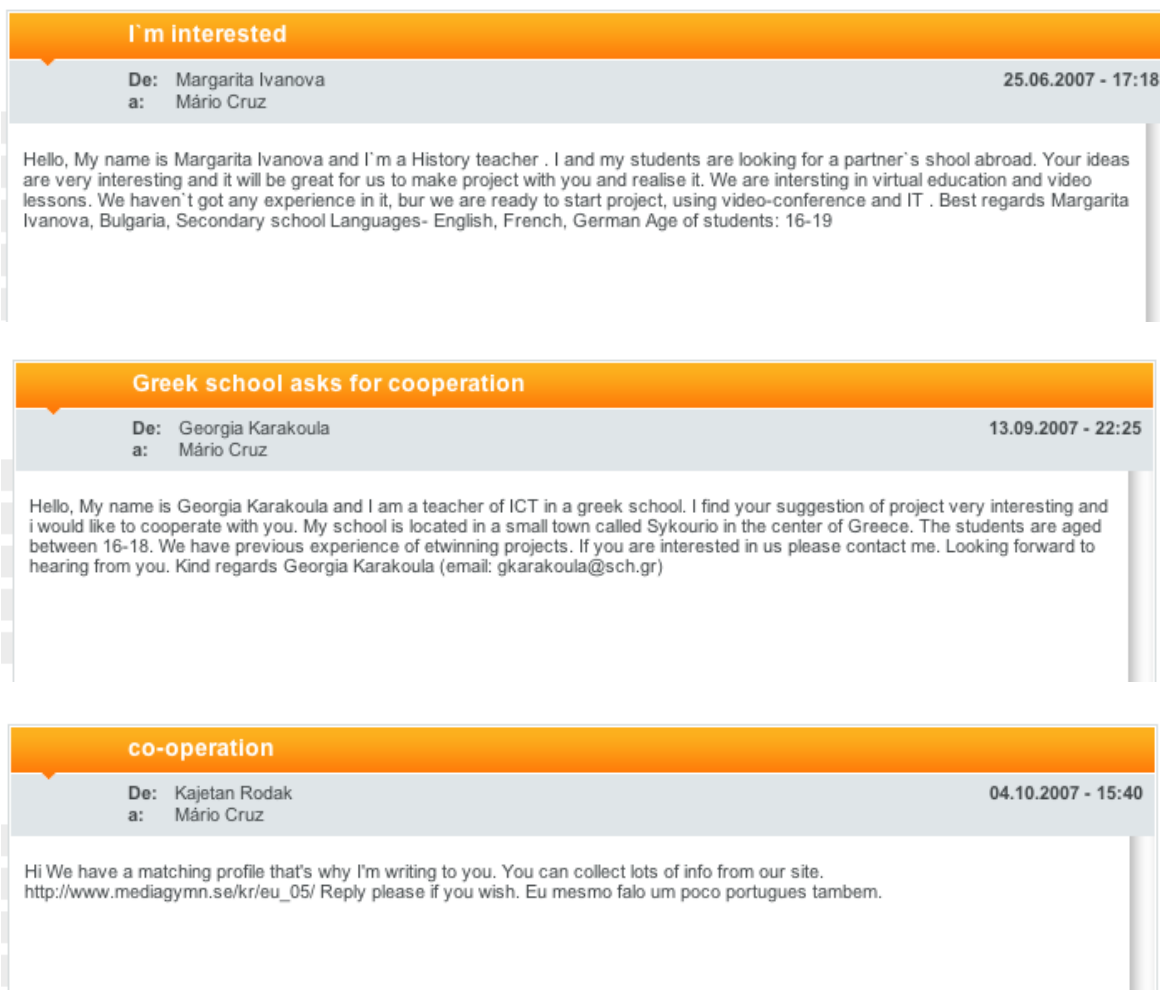 I`m interested
De: Margarita Ivanova 25.06.2007 - 17:18
a: Mário Cruz
Hello, My name is Margarita Ivanova and I`m a History teacher . I and my students are looking for a partner`s shool abroad. Your ideas
are very interesting and it will be great for us to make project with you and realise it. We are intersting in virtual education and video
lessons. We haven`t got any experience in it, bur we are ready to start project, using video-conference and IT . Best regards Margarita
Ivanova, Bulgaria, Secondary school Languages- English, French, German Age of students: 16-19
Greek school asks for cooperation
De: Georgia Karakoula 13.09.2007 - 22:25
a: Mário Cruz
Hello, My name is Georgia Karakoula and I am a teacher of ICT in a greek school. I find your suggestion of project very interesting and
i would like to cooperate with you. My school is located in a small town called Sykourio in the center of Greece. The students are aged
between 16-18. We have previous experience of etwinning projects. If you are interested in us please contact me. Looking forward to
hearing from you. Kind regards Georgia Karakoula (email: gkarakoula@sch.gr)
co-operation
De: Kajetan Rodak 04.10.2007 - 15:40
a: Mário Cruz
Hi We have a matching profile that's why I'm writing to you. You can collect lots of info from our site.
http://www.mediagymn.se/kr/eu_05/ Reply please if you wish. Eu mesmo falo um poco portugues tambem.